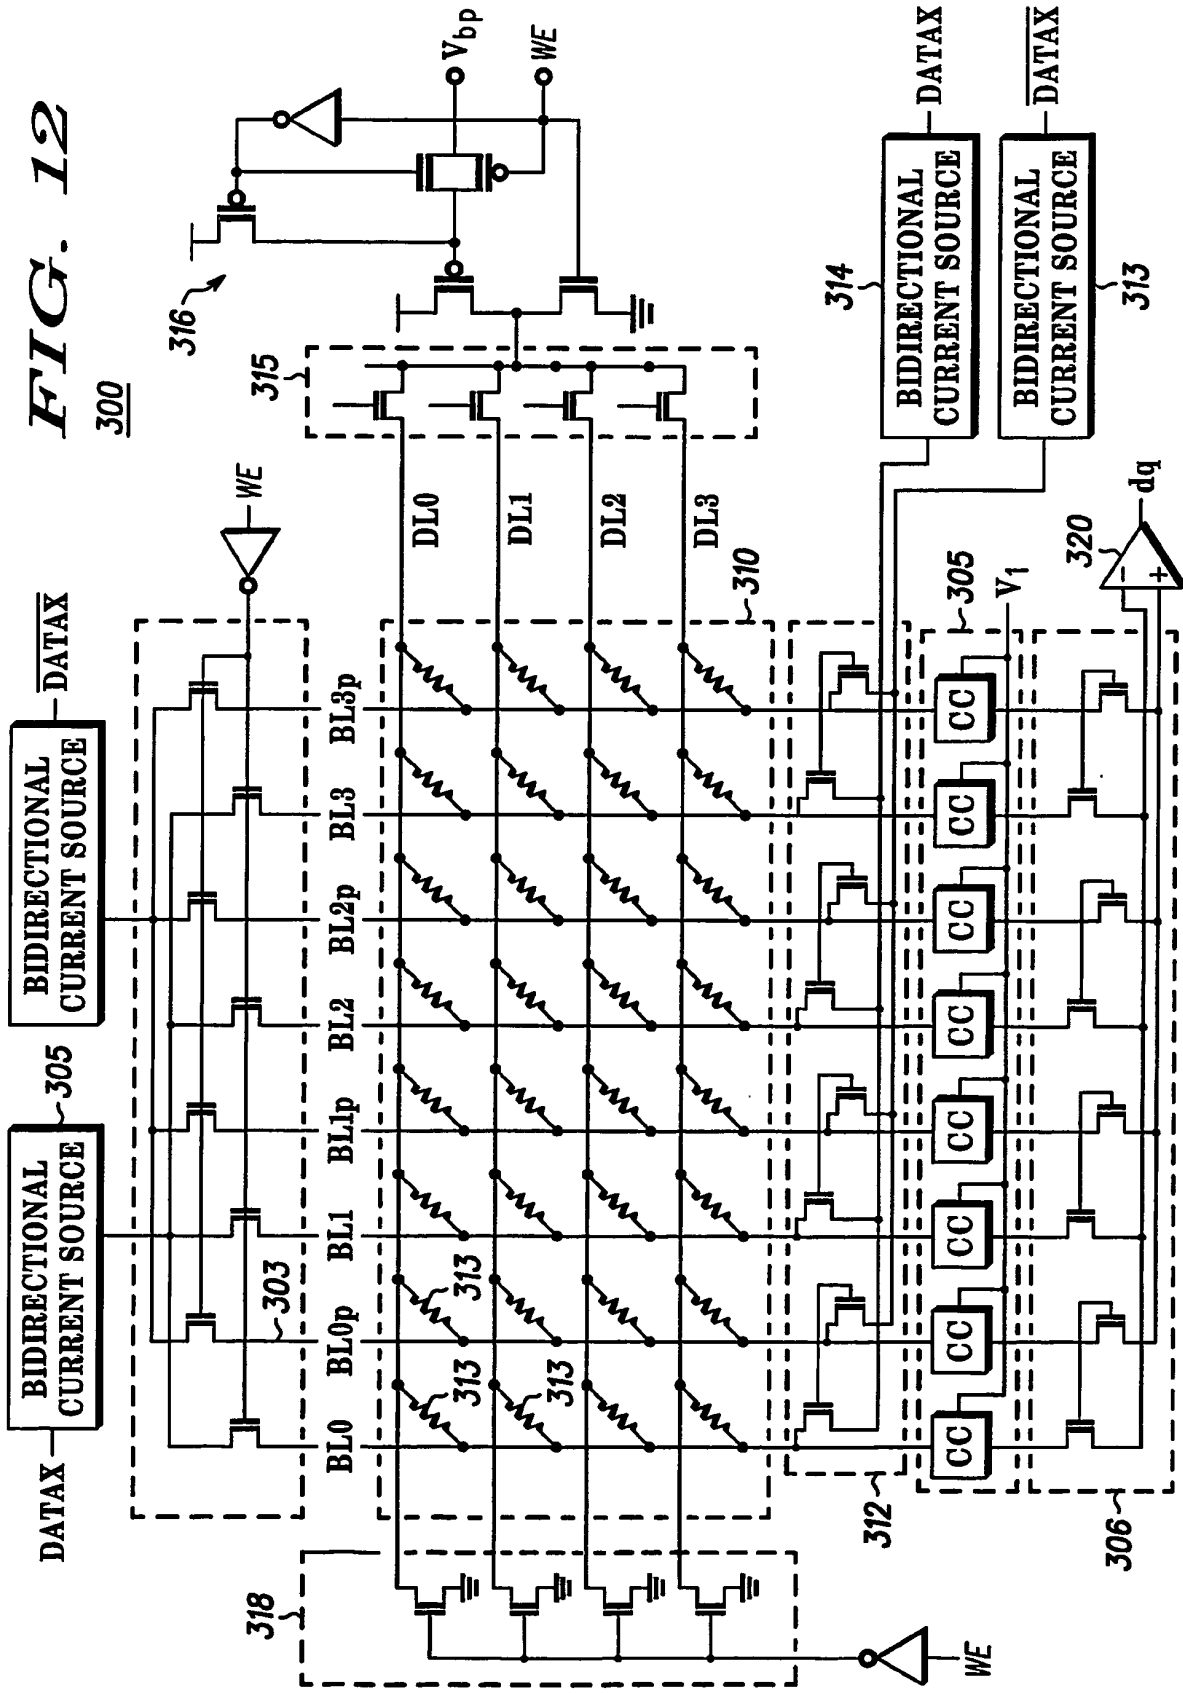 FIG. 12
300
316
V bp
WE
315
DATAX
BIDIRECTIONAL
CURRENT SOURCE
305
BIDIRECTIONAL
CURRENT SOURCE
DATAX
WE
303
BL0
BL0p
BL1
BL1p
BL2
BL2p
BL3
BL3p
DL0
DL1
DL2
DL3
313
313
313
310
318
WE
312
314
BIDIRECTIONAL
CURRENT SOURCE
DATAX
BIDIRECTIONAL
CURRENT SOURCE
DATAX
313
CC
CC
CC
CC
CC
CC
CC
CC
305
V1
306
320
−
+
dq